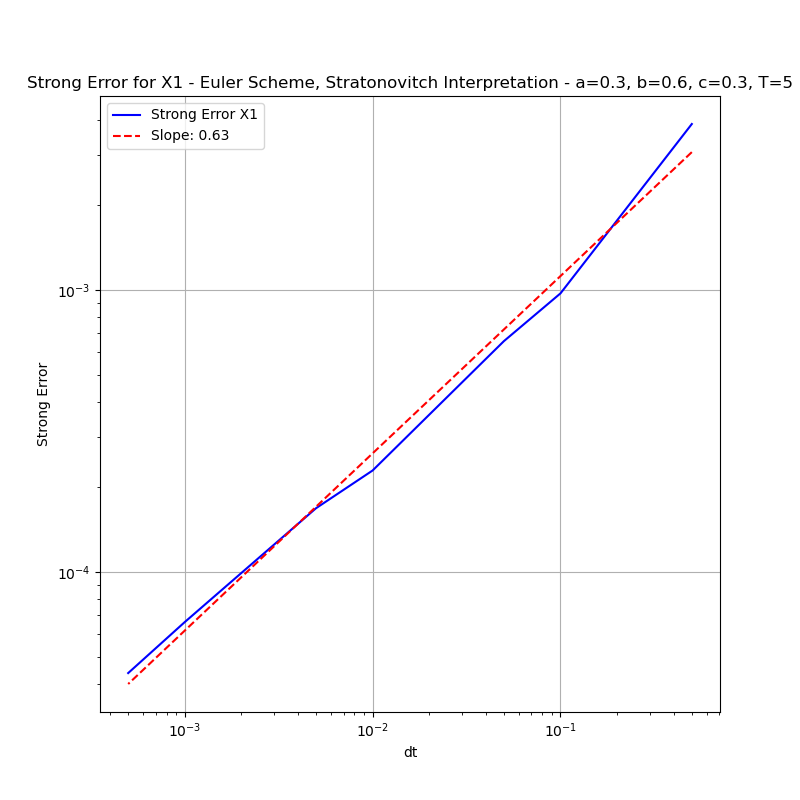 Strong Error for X1 - Euler Scheme, Stratonovitch Interpretation - a=0.3, b=0.6, c=0.3, T=5
Strong Error X1
Slope: 0.63
10⁻³
10⁻⁴
Strong Error
10⁻³
10⁻²
10⁻¹
dt